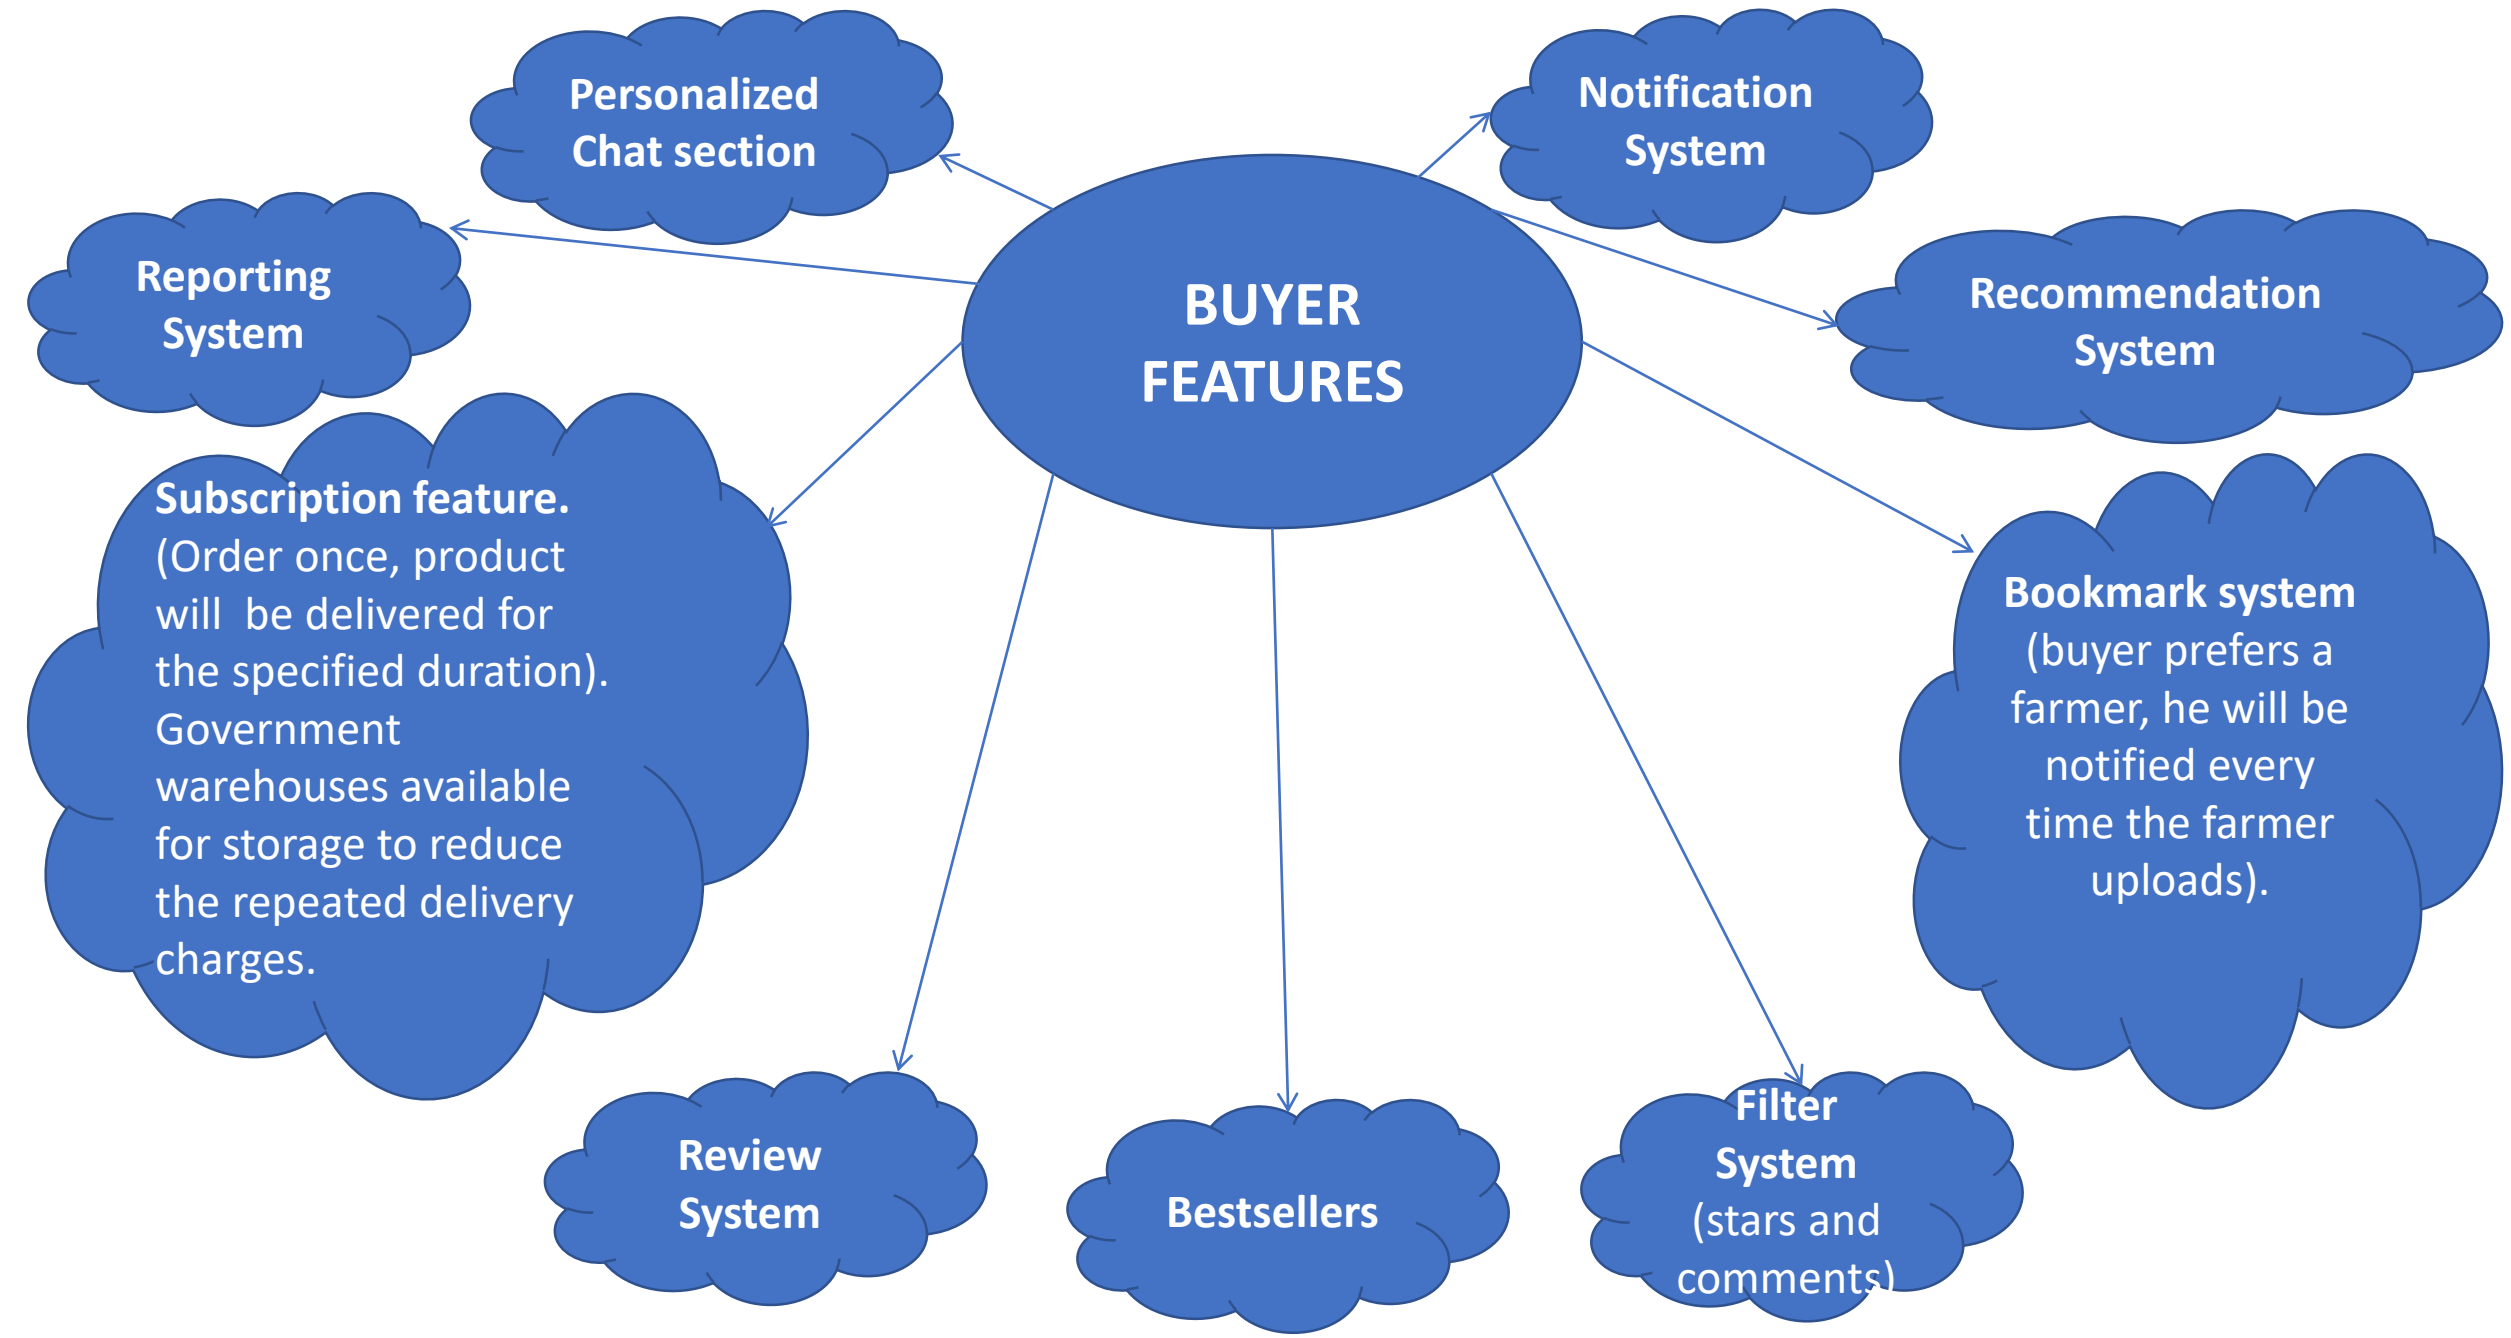 Personalized
Chat section
Notification
System
Reporting
System
BUYER
FEATURES
Recommendation
System
Subscription feature.
(Order once, product
will  be delivered for
the specified duration).
Government
warehouses available
for storage to reduce
the repeated delivery
charges.
Bookmark system
(buyer prefers a
farmer, he will be
notified every
time the farmer
uploads).
Review
System
Bestsellers
Filter
System
(stars and
comments)